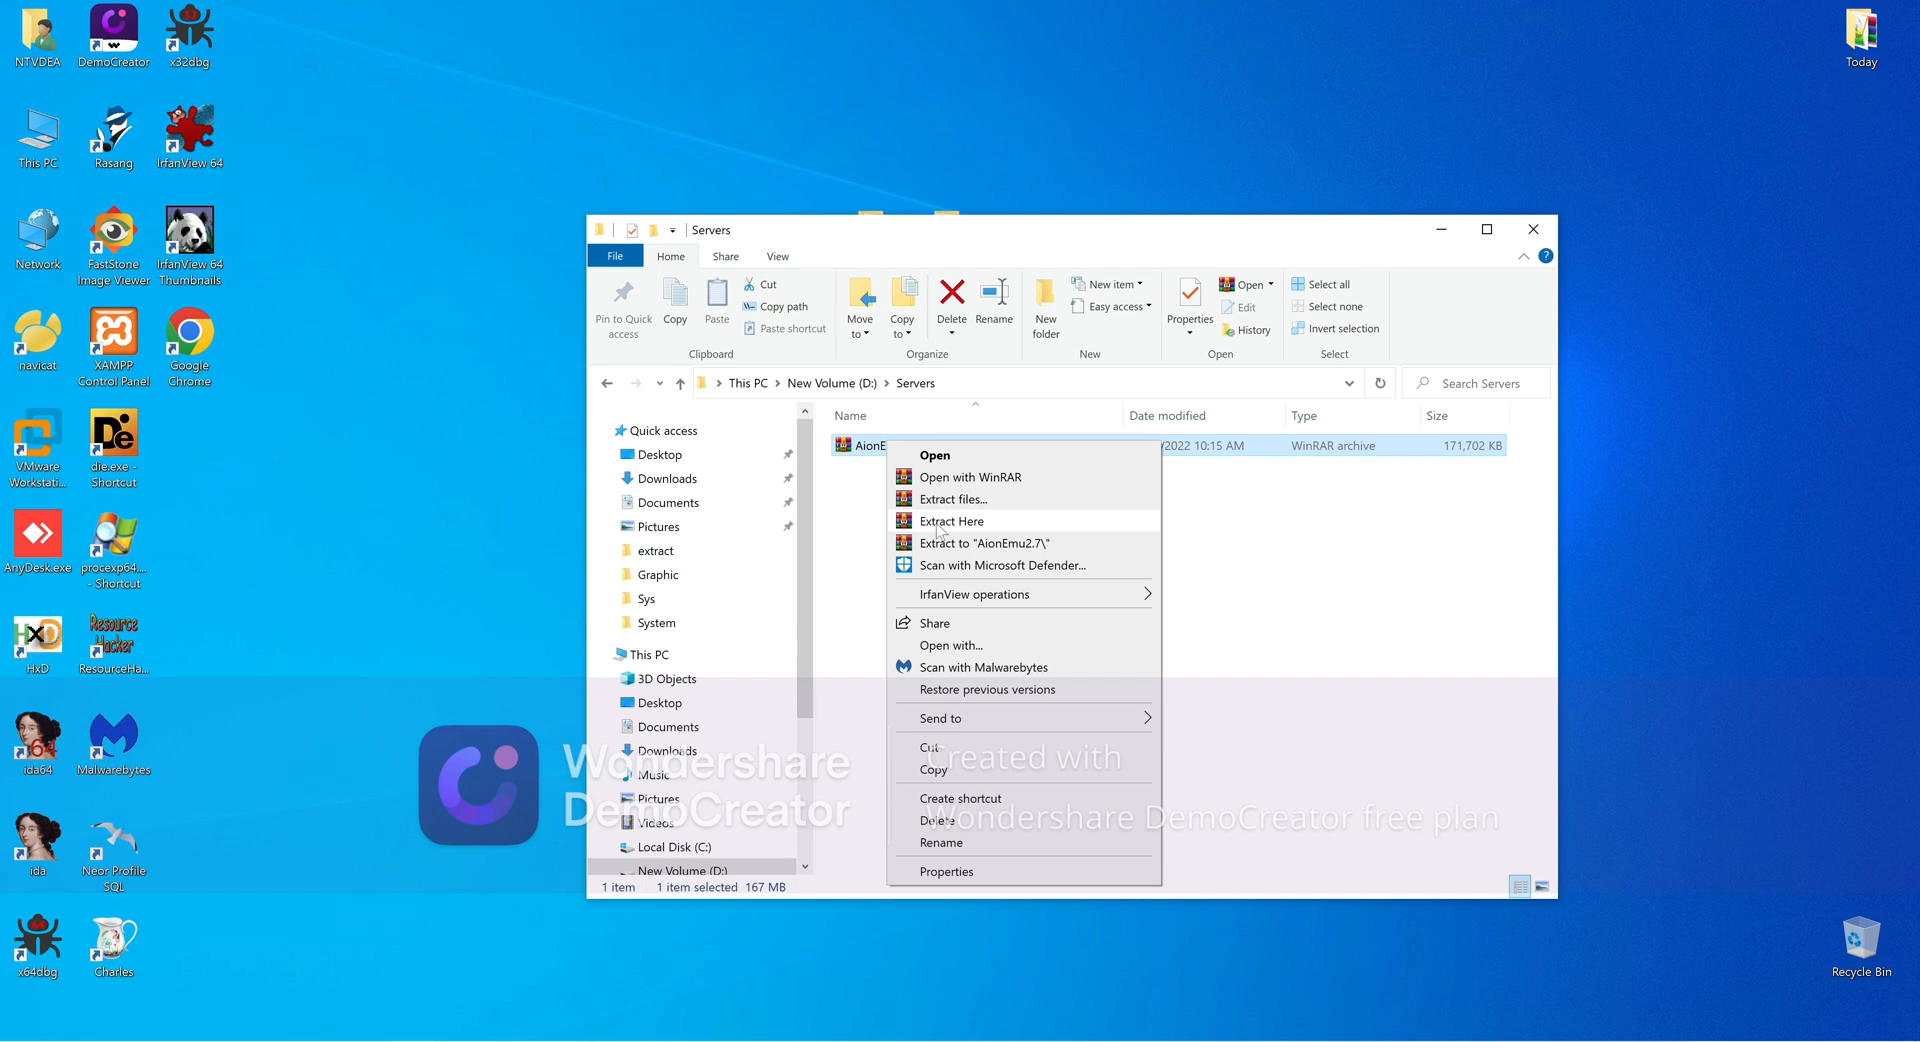 NTVDEA
DemoCreator
x32dbg
Today
This PC
Rasang
IrfanView 64
Network
FastStone
Image Viewer
IrfanView 64
Thumbnails
navicat
XAMPP
Control Panel
Google
Chrome
VMware
Workstati...
die.exe -
Shortcut
AnyDesk.exe
procexp64....
- Shortcut
HxD
Resource
Hacker
ResourceHa...
ida64
Malwarebytes
ida
Neor Profile
SQL
x64dbg
Charles
Recycle Bin
Servers
File
Home
Share
View
Pin to Quick
access
Copy
Paste
Cut
Copy path
Paste shortcut
Clipboard
Move
to
Copy
to
Delete
Rename
Organize
New
folder
New item
Easy access
New
Properties
Open
Edit
History
Open
Select all
Select none
Invert selection
Select
This PC
New Volume (D:)
Servers
Search Servers
Name
Date modified
Type
Size
AionE
/2022 10:15 AM
WinRAR archive
171,702 KB
Quick access
Desktop
Downloads
Documents
Pictures
extract
Graphic
Sys
System
This PC
3D Objects
Desktop
Documents
Downloads
Music
Pictures
Videos
Local Disk (C:)
New Volume (D:)
Open
Open with WinRAR
Extract files...
Extract Here
Extract to "AionEmu2.7\"
Scan with Microsoft Defender...
IrfanView operations
Share
Open with...
Scan with Malwarebytes
Restore previous versions
Send to
Cut
Copy
Create shortcut
Delete
Rename
Properties
1 item
1 item selected 167 MB
Wondershare
DemoCreator
Created with
Wondershare DemoCreator free plan